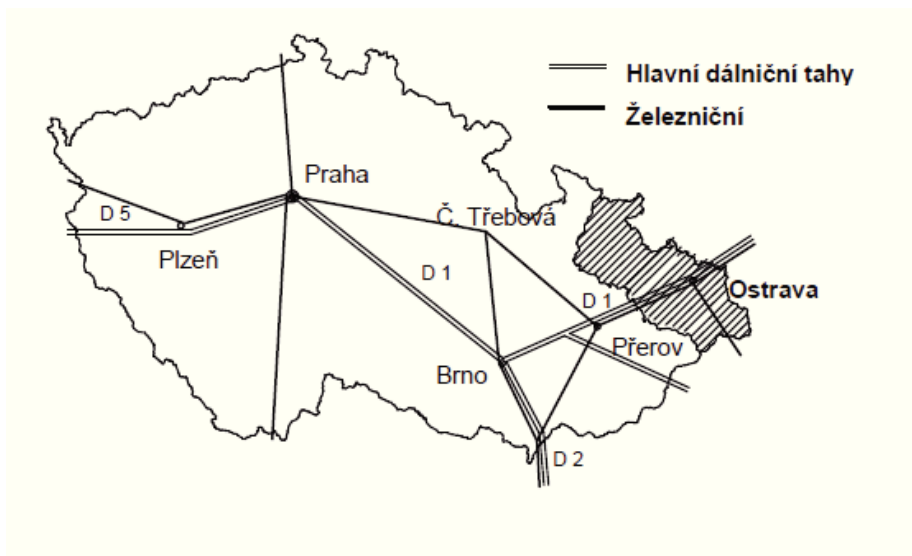 Hlavní dálniční tahy
Železniční
Praha
D 5
Č. Třebová
Plzeň
D 1
D 1
Ostrava
Přerov
Brno
D 2